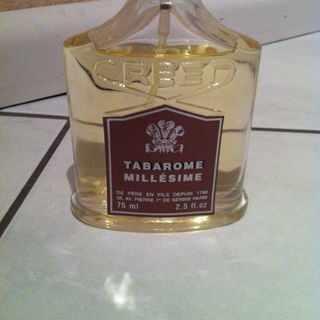 CREED
TABAROME
MILLÉSIME
DE PÈRE EN FILS DEPUIS 1760
38, AV. PIERRE 1er DE SERBIE PARIS
75 ml 2.5 fl.oz